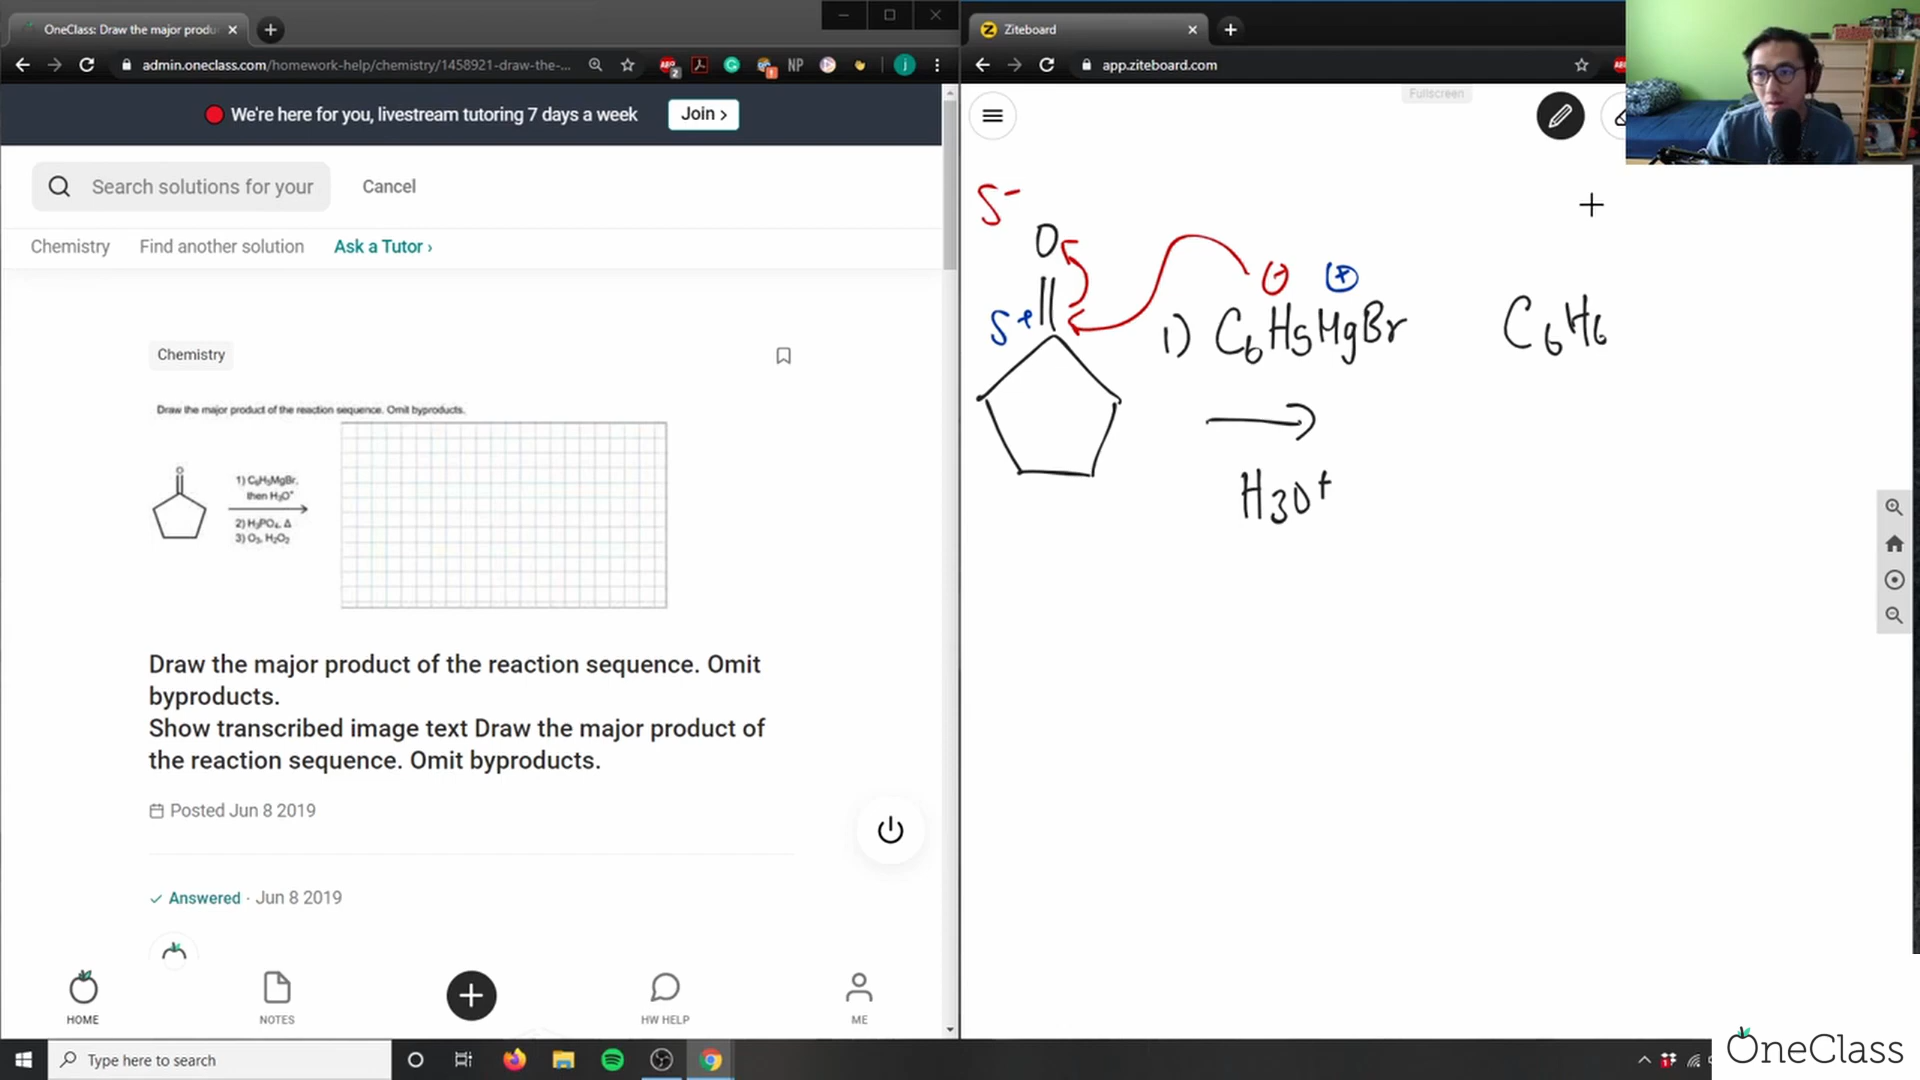 OneClass: Draw the major produ
Ziteboard
admin.oneclass.com/homework-help/chemistry/1458921-draw-the-...
ABP
2
NP
j
app.ziteboard.com
We're here for you, livestream tutoring 7 days a week
Join ›
Fullscreen
Search solutions for your
Cancel
Chemistry
Find another solution
Ask a Tutor ›
Chemistry
Draw the major product of the reaction sequence. Omit byproducts.
O
1) C₆H₅MgBr,
then H₃O⁺
2) H₃PO₄, Δ
3) O₃, H₂O₂
Draw the major product of the reaction sequence. Omit
byproducts.
Show transcribed image text Draw the major product of
the reaction sequence. Omit byproducts.
Posted Jun 8 2019
Answered · Jun 8 2019
HOME
NOTES
HW HELP
ME
Type here to search
δ-
O
δ+
⊖ ⊕
1) C6H5MgBr
C6H6
H3O+
OneClass